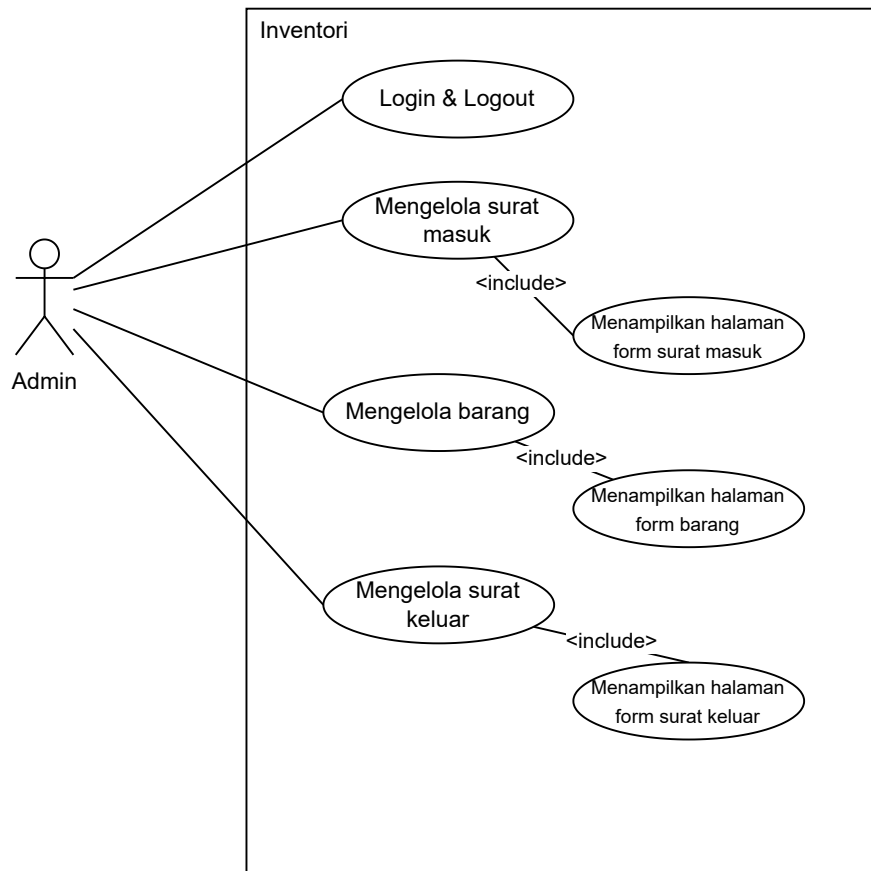 Inventori
Login & Logout
Mengelola surat
masuk
<include>
Menampilkan halaman
form surat masuk
Admin
Mengelola barang
<include>
Menampilkan halaman
form barang
Mengelola surat
keluar
<include>
Menampilkan halaman
form surat keluar